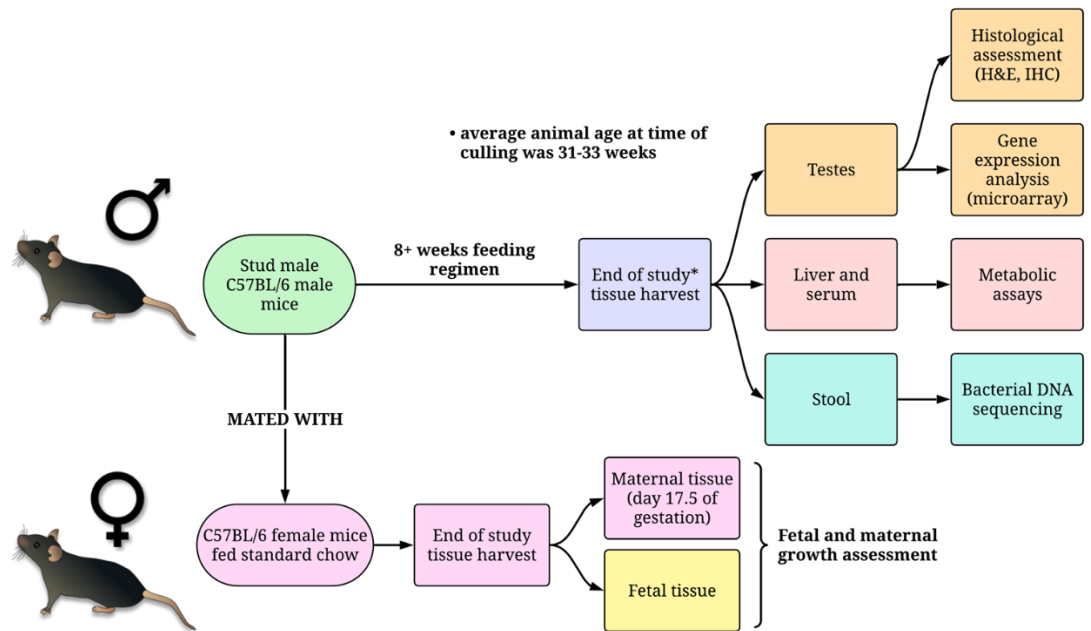 Histological
assessment
(H&E, IHC)
• average animal age at time of
culling was 31-33 weeks
Testes
Gene
expression
analysis
(microarray)
Stud male
C57BL/6 male
mice
8+ weeks feeding
regimen
End of study*
tissue harvest
Liver and
serum
Metabolic
assays
Stool
Bacterial DNA
sequencing
MATED WITH
C57BL/6 female mice
fed standard chow
End of study
tissue harvest
Maternal tissue
(day 17.5 of
gestation)
Fetal tissue
Fetal and maternal
growth assessment